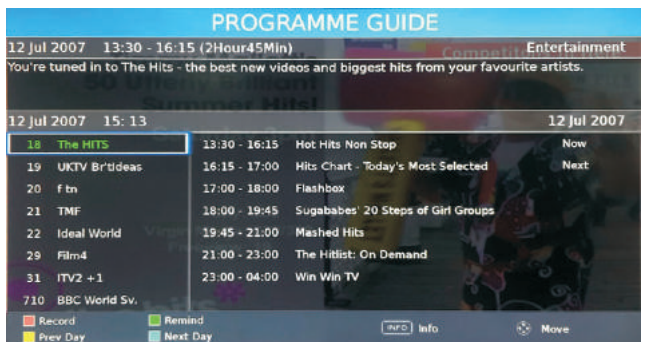 PROGRAMME GUIDE
12 Jul 2007 13:30 - 16:15 (2Hour45Min) Entertainment
You're tuned in to The Hits - the best new videos and biggest hits from your favourite artists.
Summer Hits!
12 Jul 2007 15:13 12 Jul 2007
18 The HITS 13:30 - 16:15 Hot Hits Non Stop Now
19 UKTV Br'tIdeas 16:15 - 17:00 Hits Chart - Today's Most Selected Next
20 f tn 17:00 - 18:00 Flashbox
21 TMF 18:00 - 19:45 Sugababes' 20 Steps of Girl Groups
22 Ideal World 19:45 - 21:00 Mashed Hits
29 Film4 21:00 - 23:00 The Hitlist: On Demand
31 ITV2 +1 23:00 - 04:00 Win Win TV
710 BBC World Sv.
Record Remind INFO Info Move
Prev Day Next Day